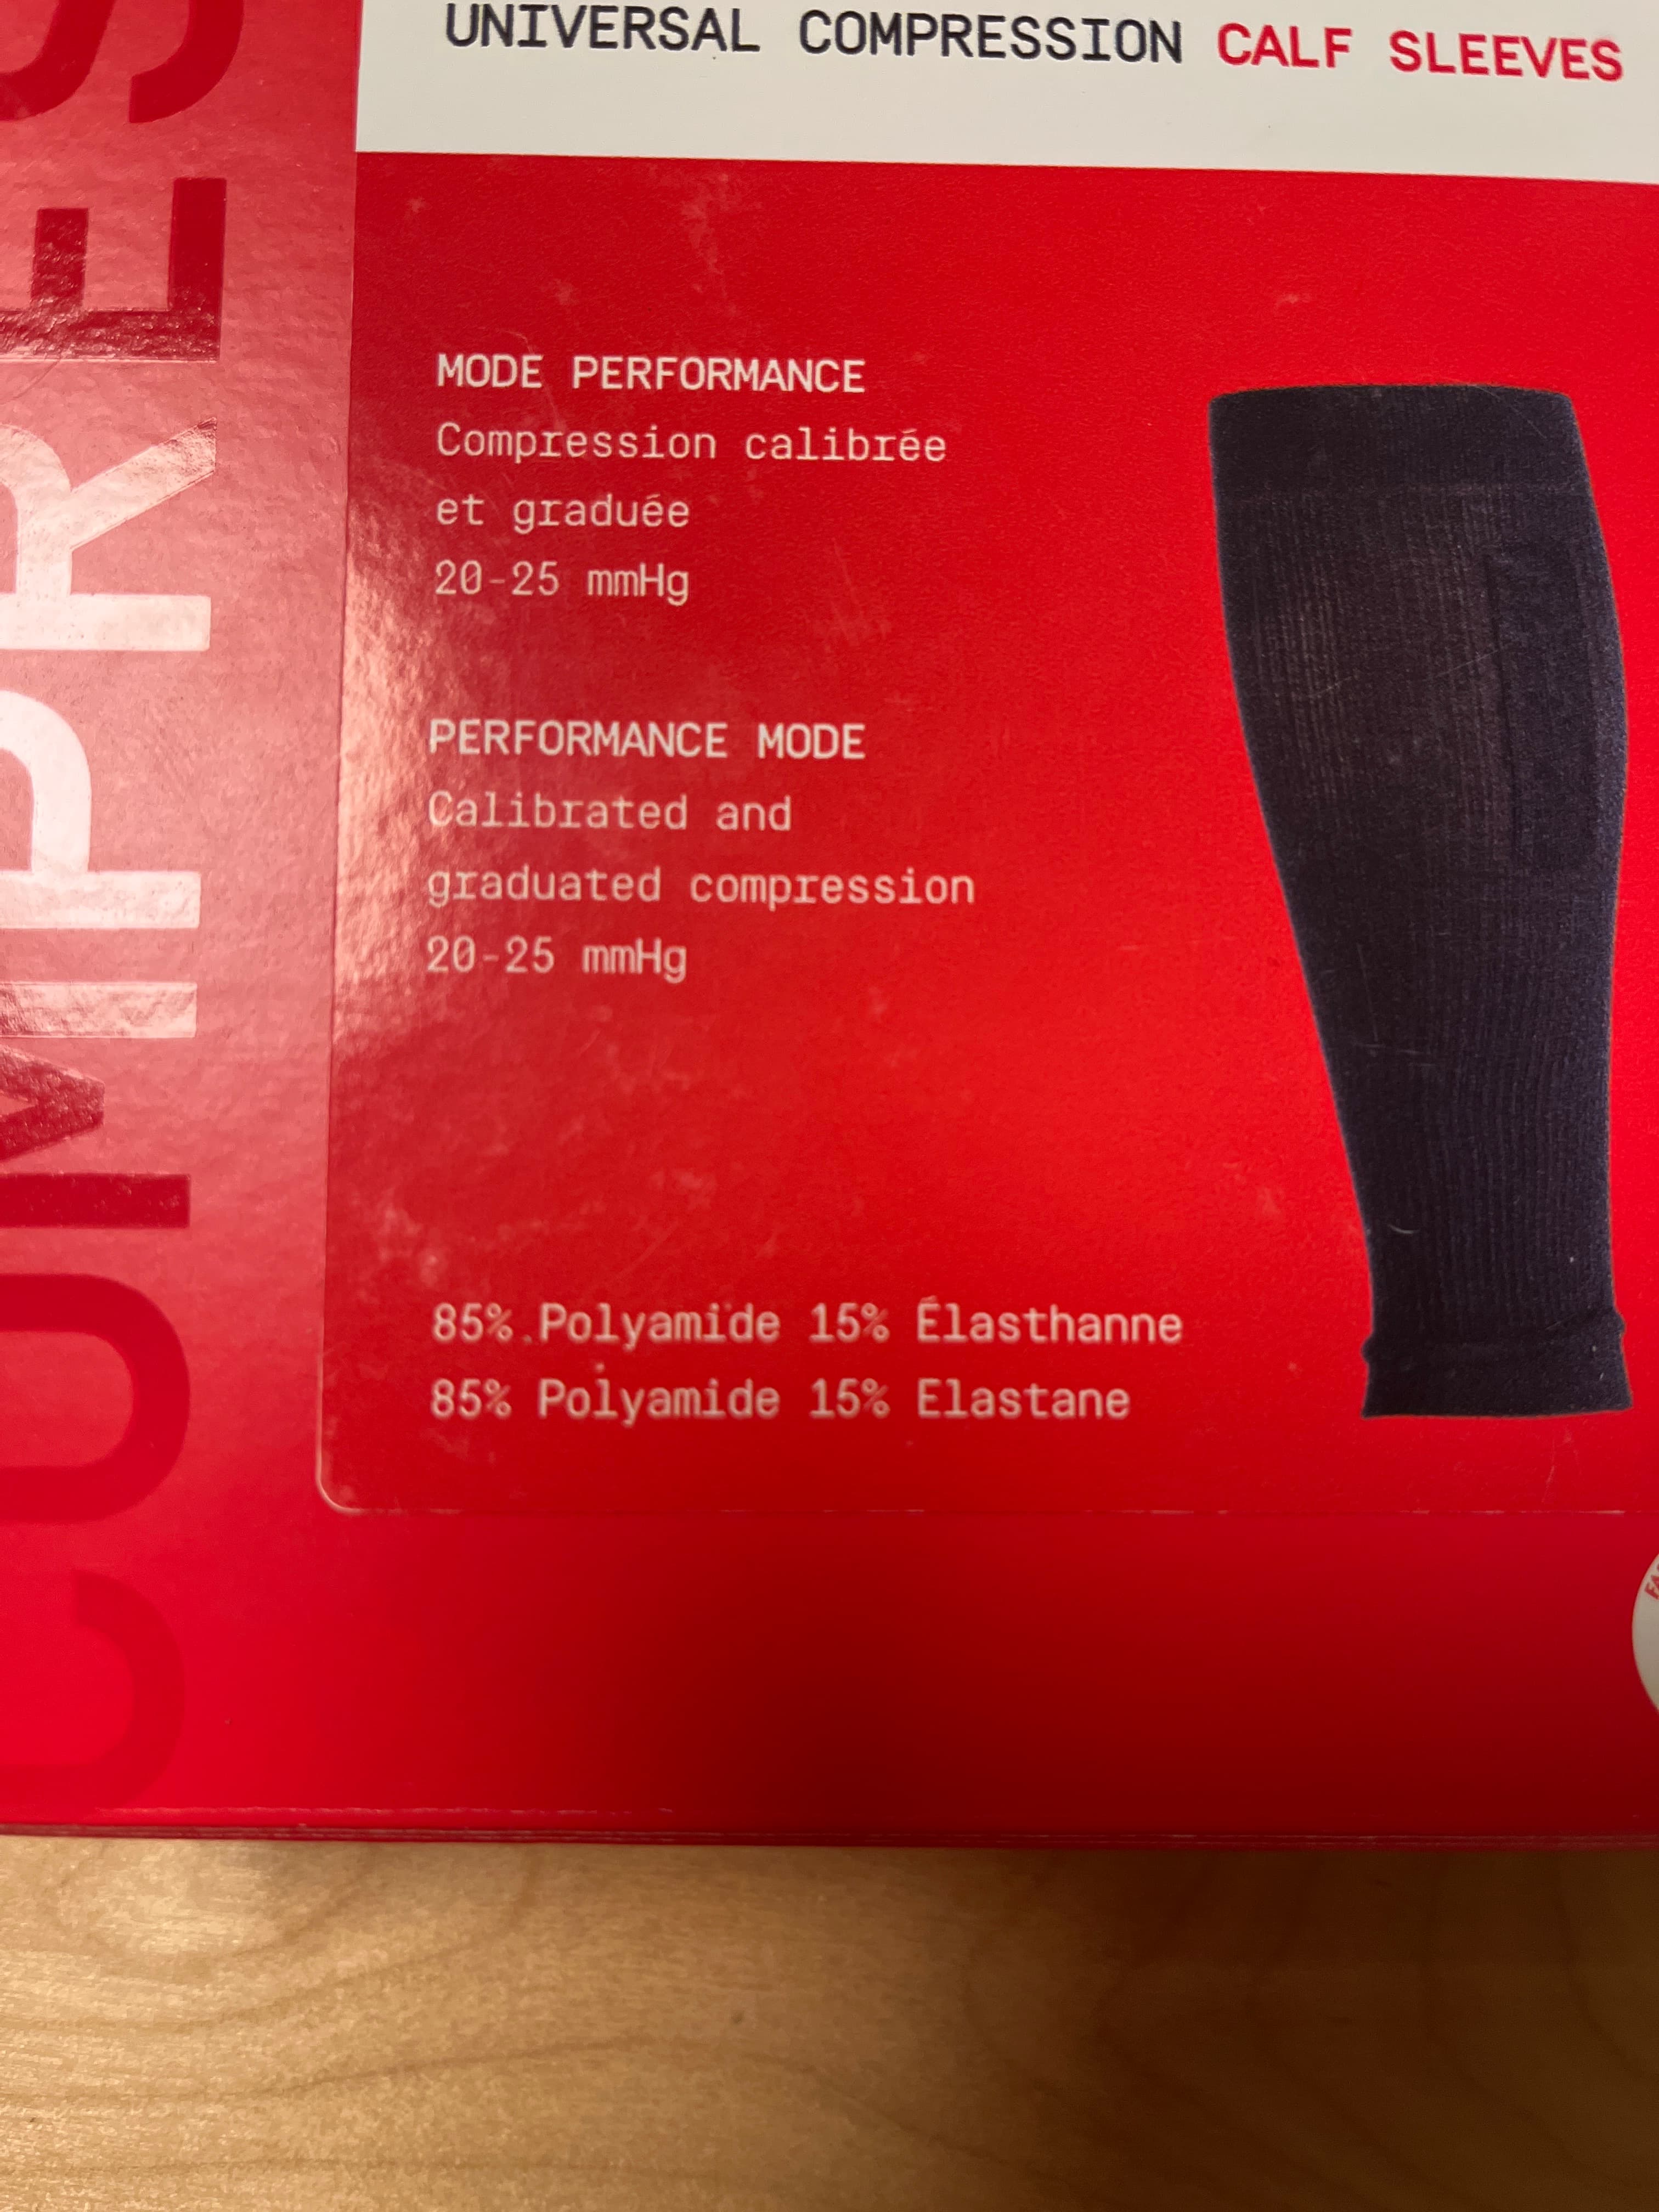 UNIVERSAL COMPRESSION CALF SLEEVES
MODE PERFORMANCE
Compression calibrée
et graduée
20-25 mmHg
PERFORMANCE MODE
Calibrated and
graduated compression
20-25 mmHg
85% Polyamide 15% Élasthanne
85% Polyamide 15% Elastane
COMPRES